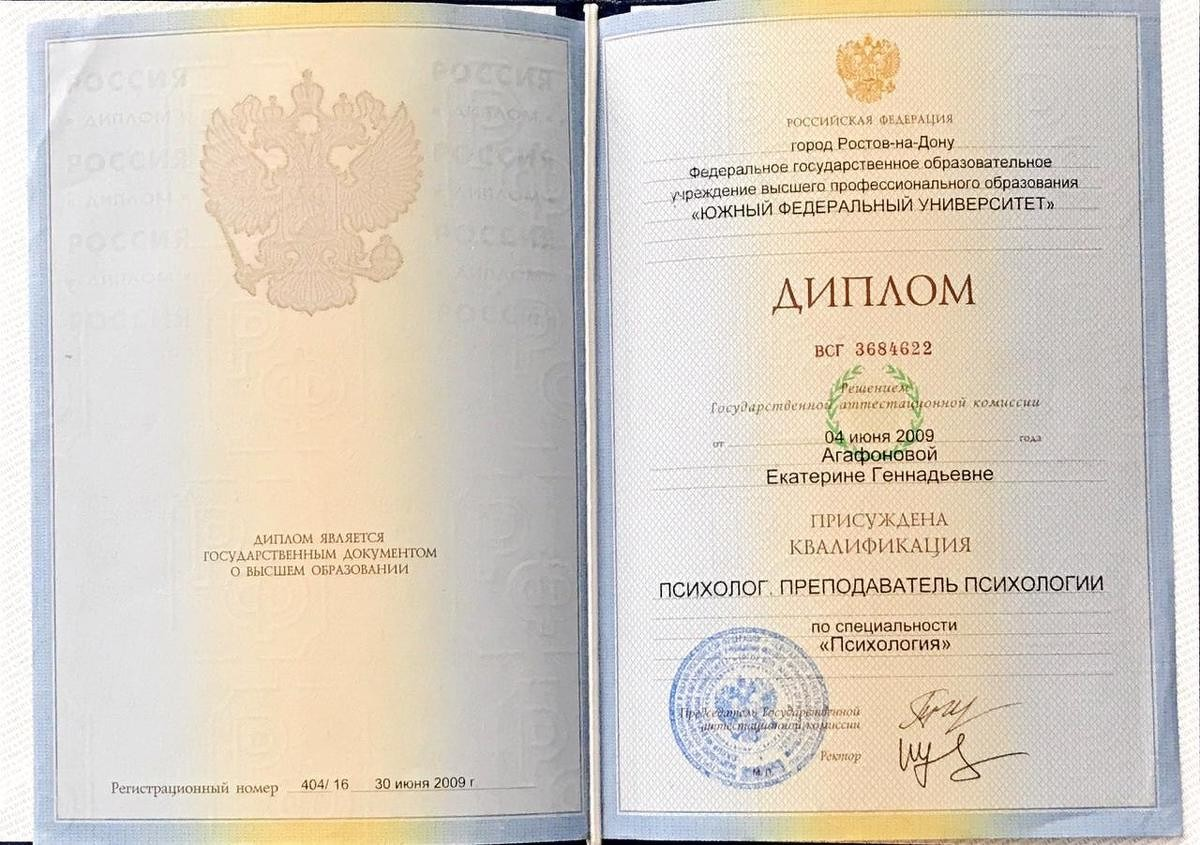 ДИПЛОМ ЯВЛЯЕТСЯ
ГОСУДАРСТВЕННЫМ ДОКУМЕНТОМ
О ВЫСШЕМ ОБРАЗОВАНИИ
Регистрационный номер 404/ 16 30 июня 2009 г
РОССИЙСКАЯ ФЕДЕРАЦИЯ
город Ростов-на-Дону
Федеральное государственное образовательное
учреждение высшего профессионального образования
«ЮЖНЫЙ ФЕДЕРАЛЬНЫЙ УНИВЕРСИТЕТ»
ДИПЛОМ
ВСГ 3684622
Решением
Государственной аттестационной комиссии
от 04 июня 2009 года
Агафоновой
Екатерине Геннадьевне
ПРИСУЖДЕНА
КВАЛИФИКАЦИЯ
ПСИХОЛОГ. ПРЕПОДАВАТЕЛЬ ПСИХОЛОГИИ
по специальности
«Психология»
Председатель Государственной
аттестационной комиссии
Ректор
М.П.